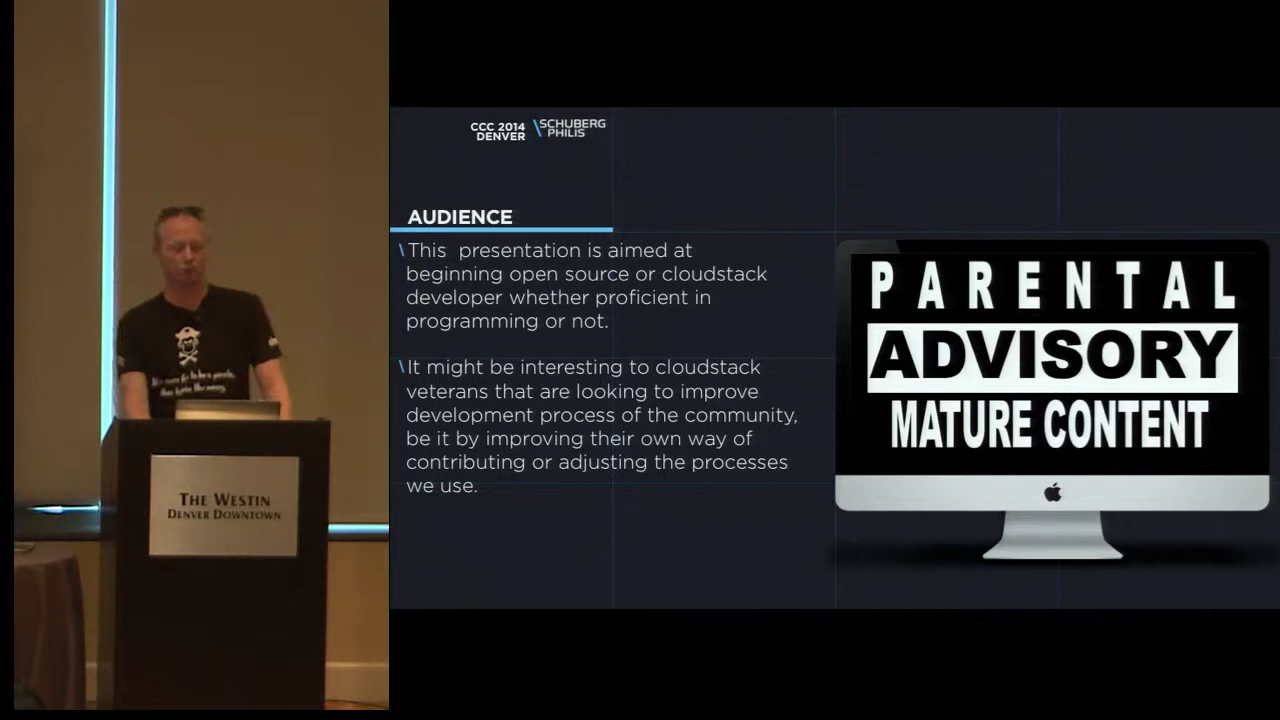 CCC 2014
DENVER
\SCHUBERG
PHILIS
AUDIENCE
\This presentation is aimed at
beginning open source or cloudstack
developer whether proficient in
programming or not.
\It might be interesting to cloudstack
veterans that are looking to improve
development process of the community,
be it by improving their own way of
contributing or adjusting the processes
we use.
PARENTAL
ADVISORY
MATURE CONTENT
THE WESTIN
DENVER DOWNTOWN